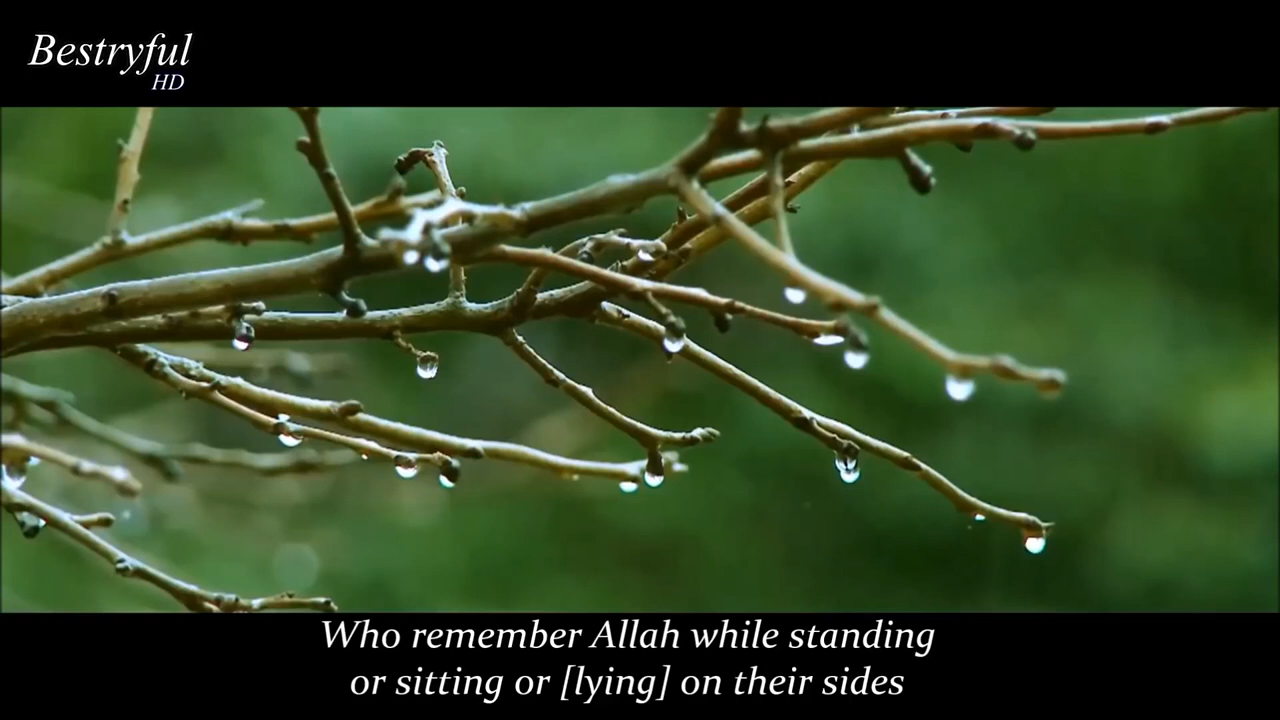 Bestryful
HD
Who remember Allah while standing
or sitting or [lying] on their sides